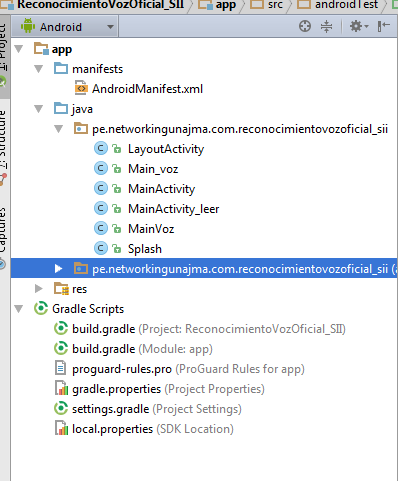 ReconocimientoVozOficial_SII app src androidTest
Android
app
manifests
AndroidManifest.xml
java
pe.networkingunajma.com.reconocimientovozoficial_sii
C LayoutActivity
C Main_voz
C MainActivity
C MainActivity_leer
C MainVoz
C Splash
pe.networkingunajma.com.reconocimientovozoficial_sii (
res
Gradle Scripts
build.gradle (Project: ReconocimientoVozOficial_SII)
build.gradle (Module: app)
proguard-rules.pro (ProGuard Rules for app)
gradle.properties (Project Properties)
settings.gradle (Project Settings)
local.properties (SDK Location)
1: Project
7: Structure
Captures